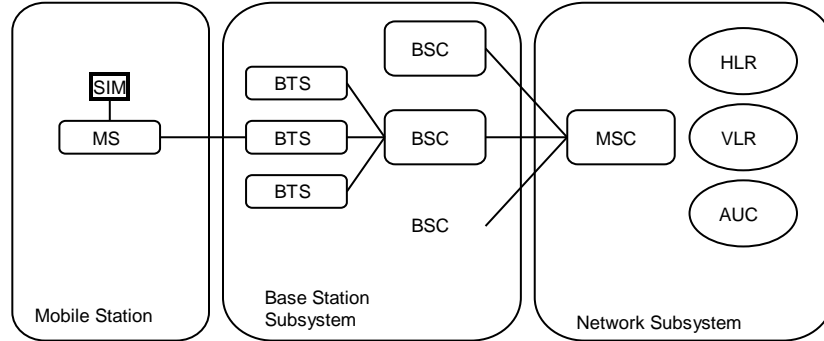 SIM
MS
Mobile Station
BTS
BTS
BTS
BSC
BSC
BSC
Base Station
Subsystem
MSC
HLR
VLR
AUC
Network Subsystem